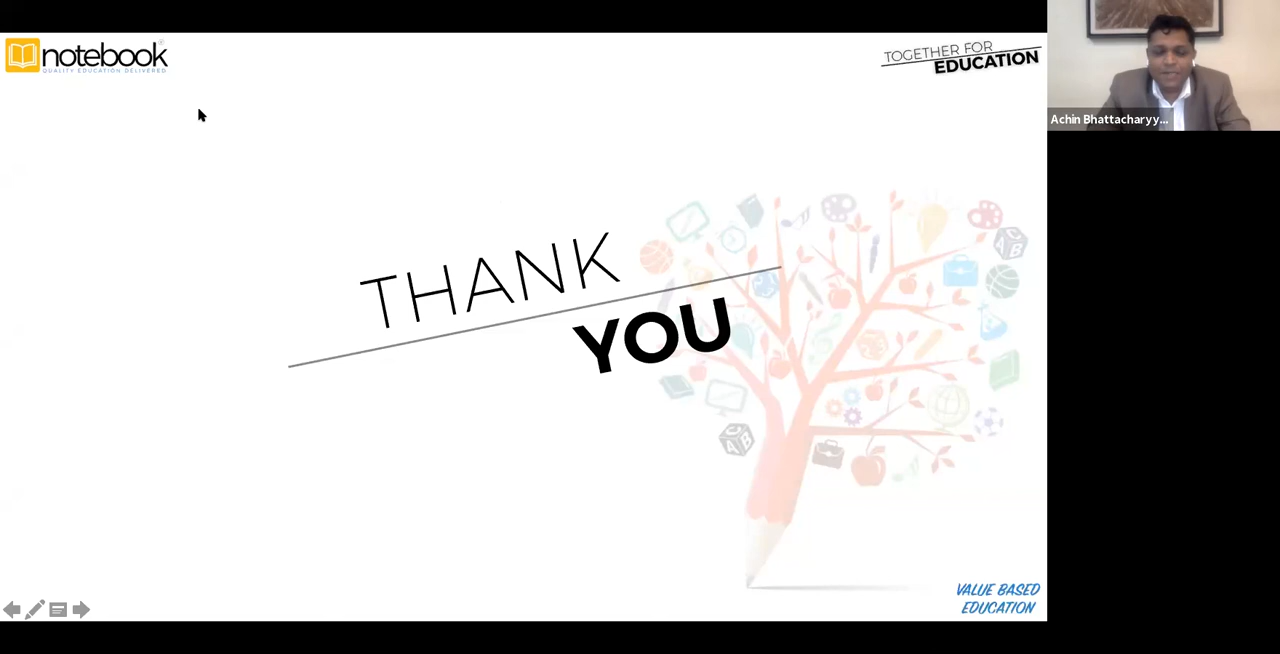 notebook
QUALITY EDUCATION DELIVERED
TOGETHER FOR
EDUCATION
Achin Bhattacharyy...
THANK
YOU
A B C
C A B
VALUE BASED
EDUCATION